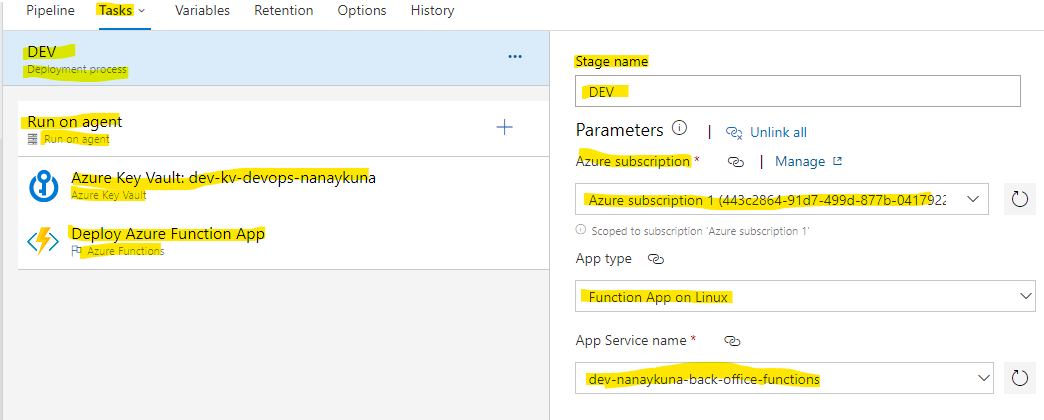 Pipeline Tasks Variables Retention Options History
DEV
Deployment process
Run on agent
Run on agent
Azure Key Vault: dev-kv-devops-nanaykuna
Azure Key Vault
Deploy Azure Function App
Azure Functions
Stage name
DEV
Parameters | Unlink all
Azure subscription * | Manage
Azure subscription 1 (443c2864-91d7-499d-877b-0417922
Scoped to subscription 'Azure subscription 1'
App type
Function App on Linux
App Service name *
dev-nanaykuna-back-office-functions